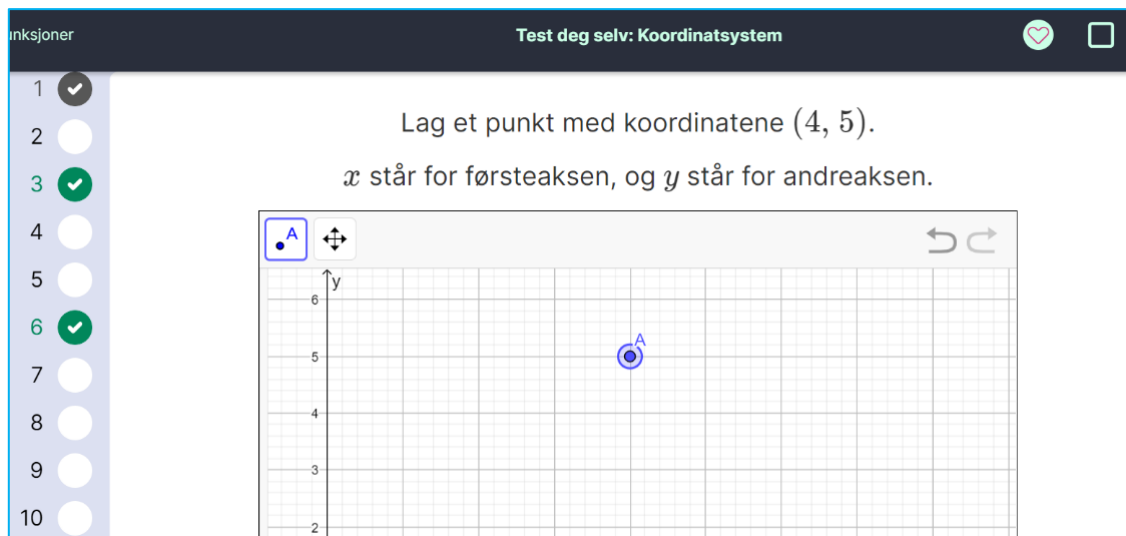 Test deg selv: Koordinatsystem
1
2
3
4
5
6
7
8
9
10
Lag et punkt med koordinatene (4, 5).
x står for førsteaksen, og y står for andreaksen.
A
y
6
5
A
4
3
2